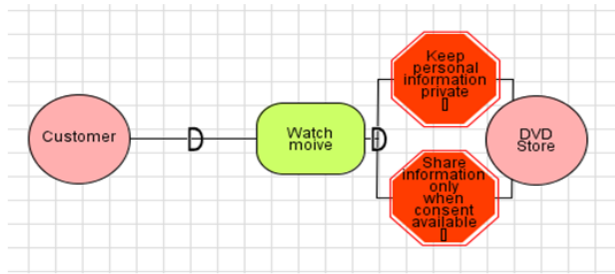 Customer
D
Watch
moive
D
Keep
personal
information
private
[]
Share
information
only
when
consent
available
[]
DVD
Store